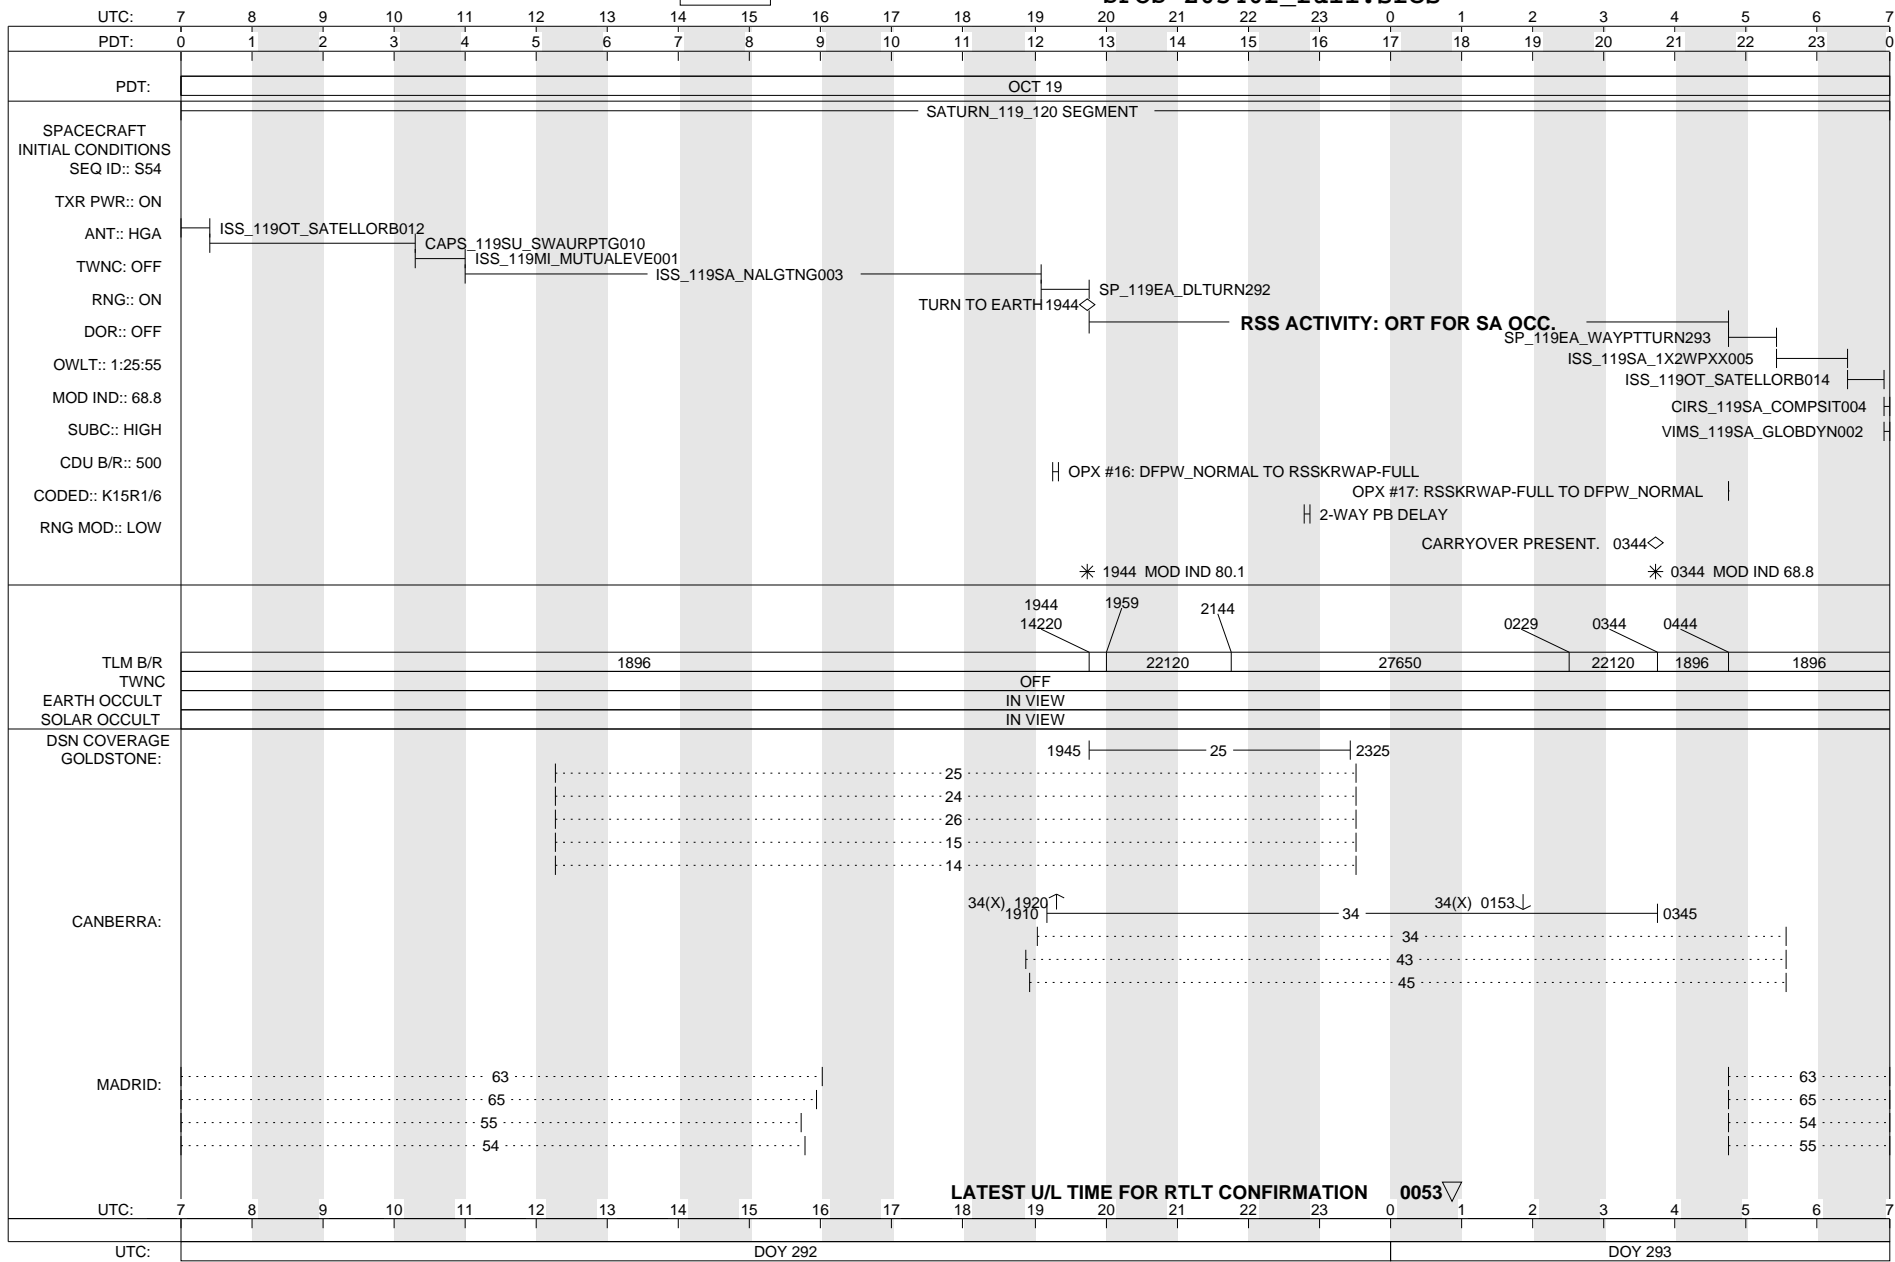 UTC: 7 8 9 10 11 12 13 14 15 16 17 18 19 20 21 22 23 0 1 2 3 4 5 6 7
PDT: 0 1 2 3 4 5 6 7 8 9 10 11 12 13 14 15 16 17 18 19 20 21 22 23 0
PDT: OCT 19
SATURN_119_120 SEGMENT
SPACECRAFT
INITIAL CONDITIONS
SEQ ID:: S54
TXR PWR:: ON
ANT:: HGA
TWNC: OFF
RNG:: ON
DOR:: OFF
OWLT:: 1:25:55
MOD IND:: 68.8
SUBC:: HIGH
CDU B/R:: 500
CODED:: K15R1/6
RNG MOD:: LOW
ISS_119OT_SATELLORB012
CAPS_119SU_SWAURPTG010
ISS_119MI_MUTUALEVE001
ISS_119SA_NALGTNG003
SP_119EA_DLTURN292
TURN TO EARTH 1944
RSS ACTIVITY: ORT FOR SA OCC.
SP_119EA_WAYPTTURN293
ISS_119SA_1X2WPXX005
ISS_119OT_SATELLORB014
CIRS_119SA_COMPSIT004
VIMS_119SA_GLOBDYN002
OPX #16: DFPW_NORMAL TO RSSKRWAP-FULL
OPX #17: RSSKRWAP-FULL TO DFPW_NORMAL
2-WAY PB DELAY
CARRYOVER PRESENT. 0344
1944 MOD IND 80.1
0344 MOD IND 68.8
1944 1959 2144
14220 0229 0344 0444
TLM B/R 1896 22120 27650 22120 1896 1896
TWNC OFF
EARTH OCCULT IN VIEW
SOLAR OCCULT IN VIEW
DSN COVERAGE
GOLDSTONE: 1945 25 2325
25
24
26
15
14
34(X) 1920 34(X) 0153
CANBERRA: 1910 34 0345
34
43
45
MADRID: 63 63
65 65
55 54
54 55
LATEST U/L TIME FOR RTLT CONFIRMATION 0053
UTC: 7 8 9 10 11 12 13 14 15 16 17 18 19 20 21 22 23 0 1 2 3 4 5 6 7
UTC: DOY 292 DOY 293